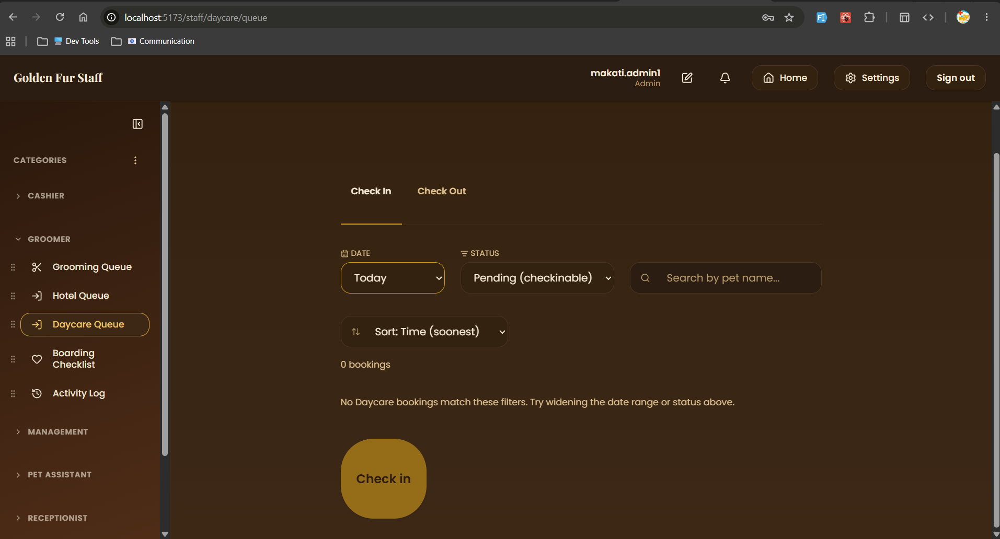 localhost:5173/staff/daycare/queue
Dev Tools
Communication
Golden Fur Staff
makati.admin1
Admin
Home
Settings
Sign out
CATEGORIES
CASHIER
GROOMER
Grooming Queue
Hotel Queue
Daycare Queue
Boarding
Checklist
Activity Log
MANAGEMENT
PET ASSISTANT
RECEPTIONIST
Check In
Check Out
DATE
STATUS
Today
Pending (checkinable)
Search by pet name...
Sort: Time (soonest)
0 bookings
No Daycare bookings match these filters. Try widening the date range or status above.
Check in